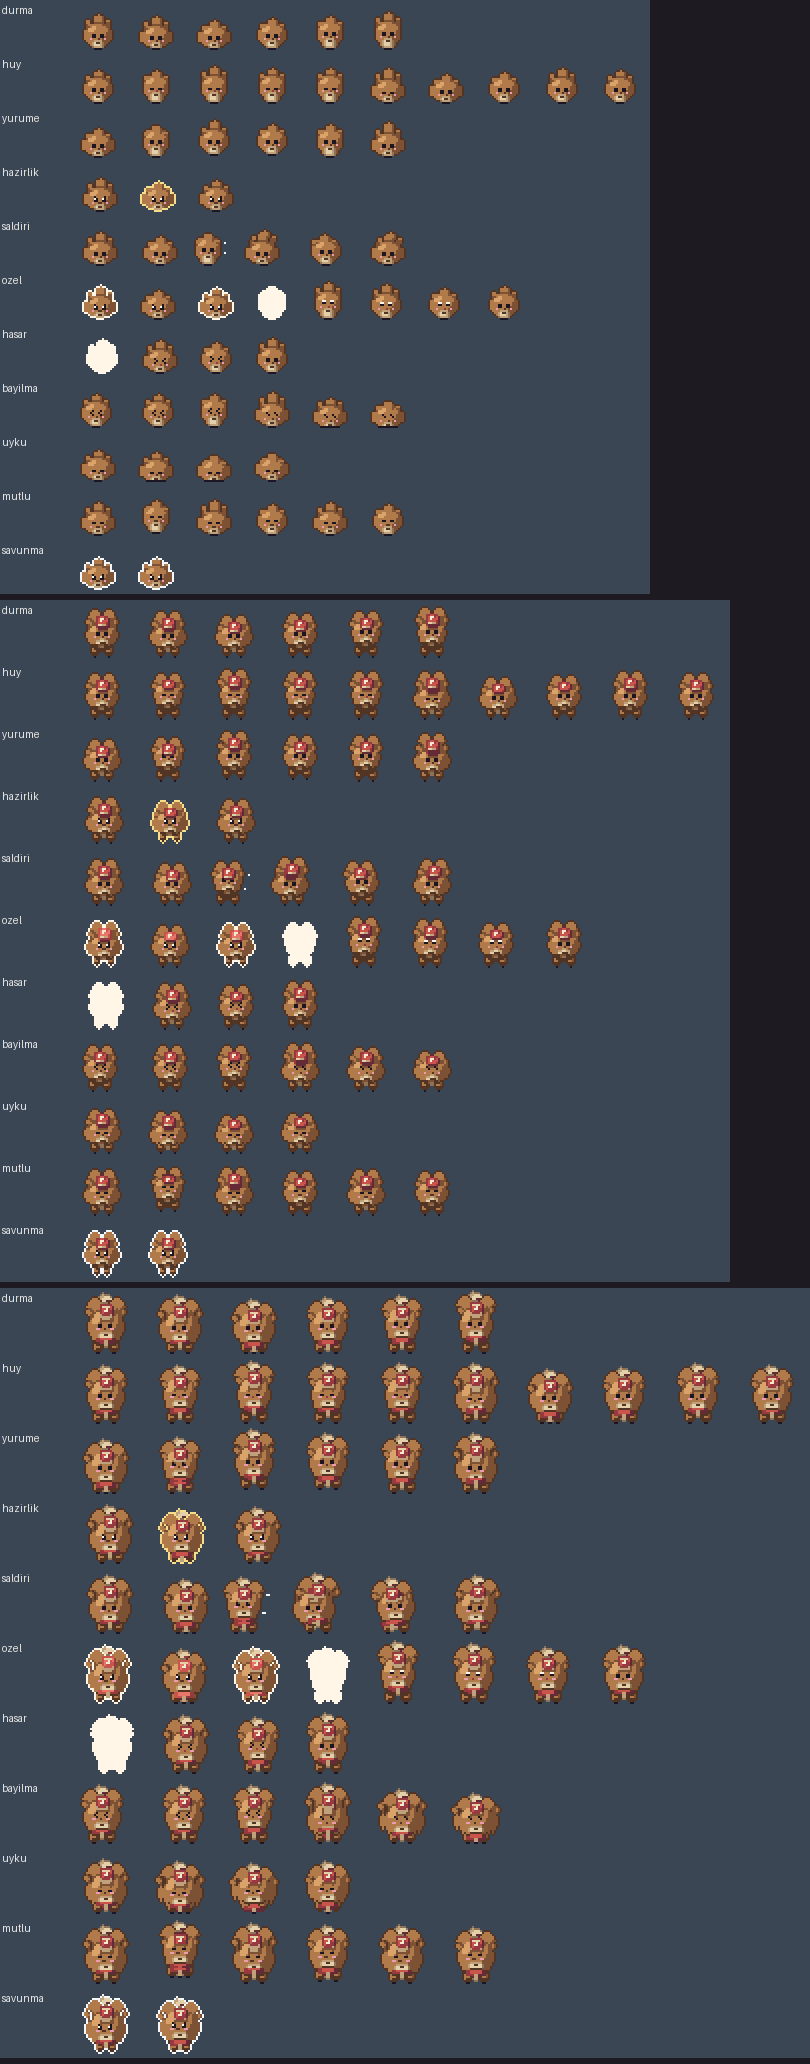 durma
huy
yurume
hazirlik
saldiri
ozel
hasar
bayilma
uyku
mutlu
savunma
durma
huy
yurume
hazirlik
saldiri
ozel
hasar
bayilma
uyku
mutlu
savunma
durma
huy
yurume
hazirlik
saldiri
ozel
hasar
bayilma
uyku
mutlu
savunma